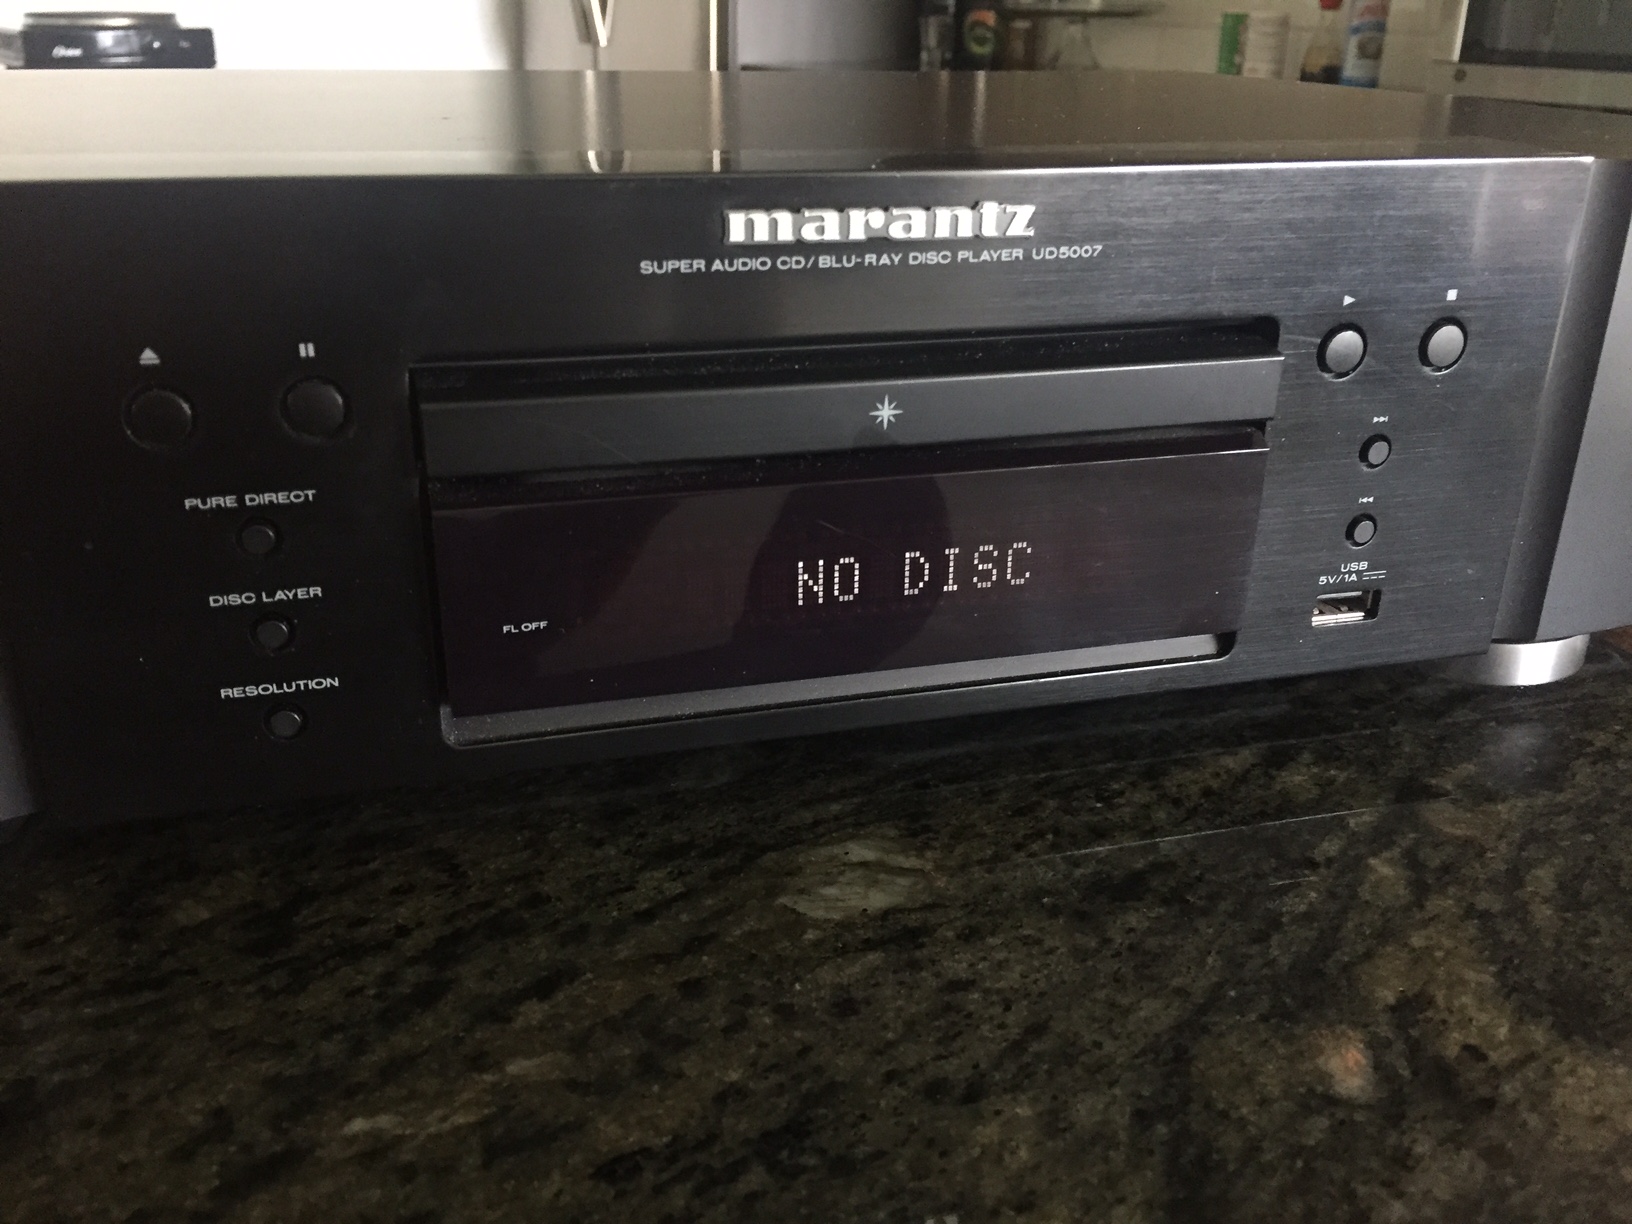 marantz
SUPER AUDIO CD/BLU-RAY DISC PLAYER UD5007
PURE DIRECT
DISC LAYER
RESOLUTION
NO DISC
FL OFF
USB
5V/1A
Oster